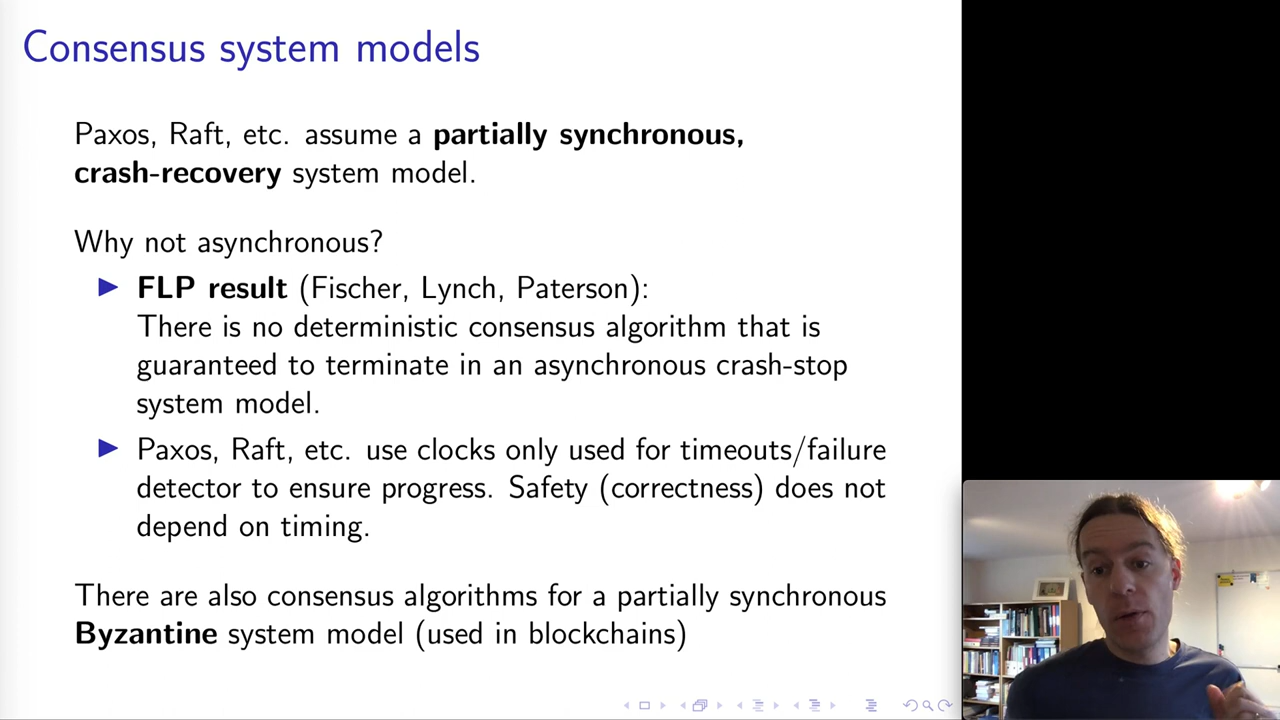 Consensus system models
Paxos, Raft, etc. assume a partially synchronous,
crash-recovery system model.
Why not asynchronous?
FLP result (Fischer, Lynch, Paterson):
There is no deterministic consensus algorithm that is
guaranteed to terminate in an asynchronous crash-stop
system model.
Paxos, Raft, etc. use clocks only used for timeouts/failure
detector to ensure progress. Safety (correctness) does not
depend on timing.
There are also consensus algorithms for a partially synchronous
Byzantine system model (used in blockchains)